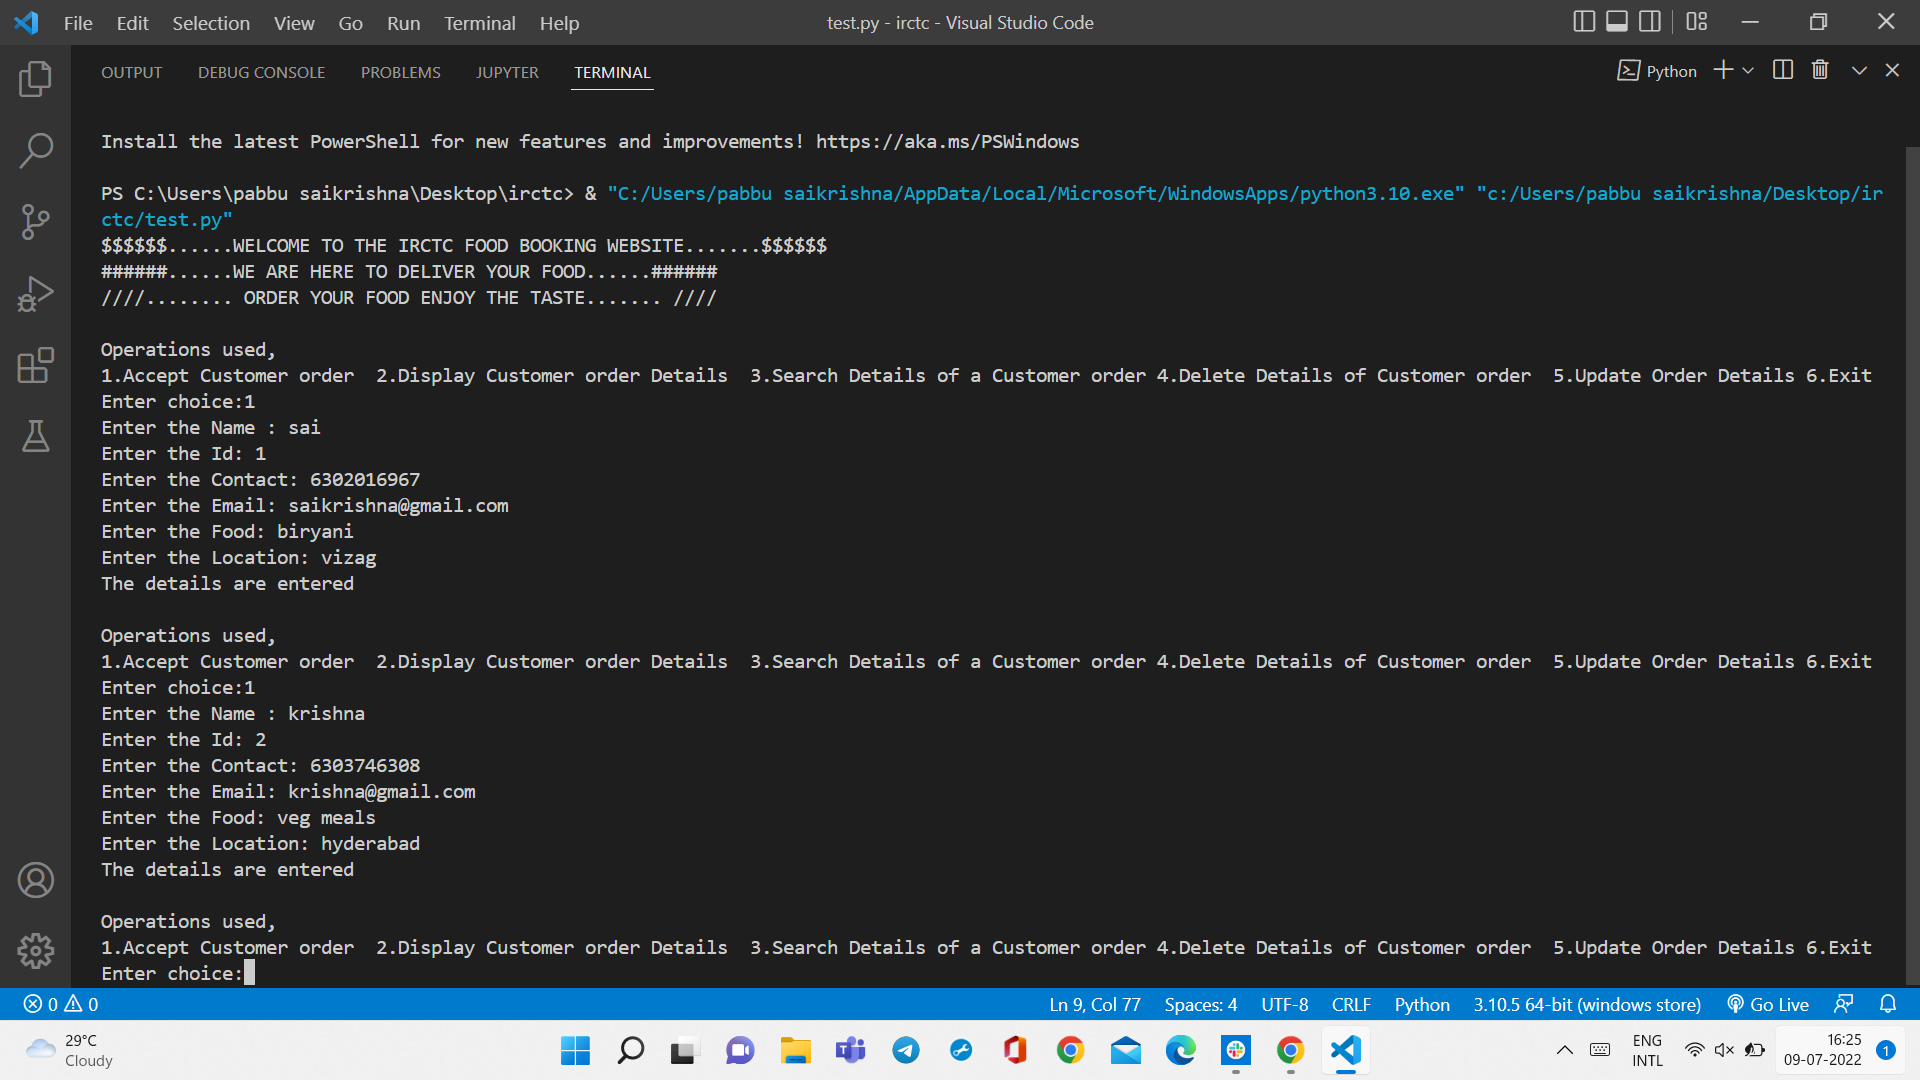 File Edit Selection View Go Run Terminal Help
test.py - irctc - Visual Studio Code
OUTPUT DEBUG CONSOLE PROBLEMS JUPYTER TERMINAL
Python
Install the latest PowerShell for new features and improvements! https://aka.ms/PSWindows
PS C:\Users\pabbu saikrishna\Desktop\irctc> & "C:/Users/pabbu saikrishna/AppData/Local/Microsoft/WindowsApps/python3.10.exe" "c:/Users/pabbu saikrishna/Desktop/ir
ctc/test.py"
$$$$$$......WELCOME TO THE IRCTC FOOD BOOKING WEBSITE.......$$$$$$
######......WE ARE HERE TO DELIVER YOUR FOOD......######
////........ ORDER YOUR FOOD ENJOY THE TASTE....... ////
Operations used,
1.Accept Customer order  2.Display Customer order Details  3.Search Details of a Customer order 4.Delete Details of Customer order  5.Update Order Details 6.Exit
Enter choice:1
Enter the Name : sai
Enter the Id: 1
Enter the Contact: 6302016967
Enter the Email: saikrishna@gmail.com
Enter the Food: biryani
Enter the Location: vizag
The details are entered
Operations used,
1.Accept Customer order  2.Display Customer order Details  3.Search Details of a Customer order 4.Delete Details of Customer order  5.Update Order Details 6.Exit
Enter choice:1
Enter the Name : krishna
Enter the Id: 2
Enter the Contact: 6303746308
Enter the Email: krishna@gmail.com
Enter the Food: veg meals
Enter the Location: hyderabad
The details are entered
Operations used,
1.Accept Customer order  2.Display Customer order Details  3.Search Details of a Customer order 4.Delete Details of Customer order  5.Update Order Details 6.Exit
Enter choice:
0 0
Ln 9, Col 77 Spaces: 4 UTF-8 CRLF Python 3.10.5 64-bit (windows store) Go Live
29°C
Cloudy
ENG
INTL
16:25
09-07-2022
1